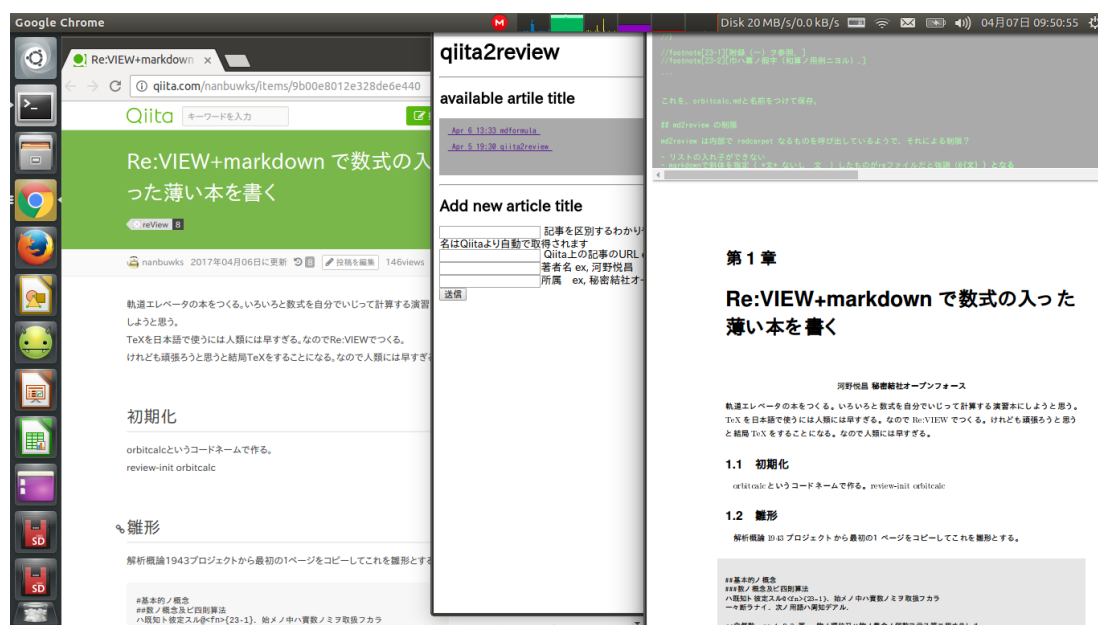 Google Chrome
Disk 20 MB/s/0.0 kB/s
04月07日 09:50:55
Re:VIEW+markdown
qiita.com/nanbuwks/items/9b00e8012e328de6e440
Qiita
キーワードを入力
Re:VIEW+markdown で数式の入
った薄い本を書く
reView 8
nanbuwks 2017年04月06日に更新 8 投稿を編集 146views
軌道エレベータの本をつくる。いろいろと数式を自分でいじって計算する演習
しようと思う。
TeXを日本語で使うには人類には早すぎる。なのでRe:VIEWでつくる。
けれども頑張ろうと思うと結局TeXをすることになる。なので人類には早すぎ
初期化
orbitcalcというコードネームで作る。
review-init orbitcalc
雛形
解析概論1943プロジェクトから最初の1ページをコピーしてこれを雛形とする
#基本的ノ概念
##数ノ概念及ビ四則算法
ハ既知ト彼定スル@<fn>{23-1}．始メノ中ハ實数ノミヲ取扱フカラ
qiita2review
available artile title
Apr 6 13:33 mdformula
Apr 5 19:30 qiita2review
Add new article title
記事を区別するわかり
名はQiitaより自動で取得されます
Qiita上の記事のURL
著者名 ex, 河野悦昌
所属　ex, 秘密結社オー
送信
//footnote[23-1][附録 (一) ヲ参照．]
//footnote[23-2][巾ハ冪ノ仮字 (和算ノ用例ニヨル)．]
```
これを、orbitcalc.mdと名前をつけて保存。
## md2review の制限
md2review は内部で redcarpet なるものを呼び出しているようで、それによる制限？
- リストの入れ子ができない
第 1 章
Re:VIEW+markdown で数式の入った
薄い本を書く
河野悦昌 秘密結社オープンフォース
軌道エレベータの本をつくる。いろいろと数式を自分でいじって計算する演習本にしようと思う。
TeX を日本語で使うには人類には早すぎる。なので Re:VIEW でつくる。けれども頑張ろうと思う
と結局 TeX をすることになる。なので人類には早すぎる。
1.1 初期化
orbitcalc というコードネームで作る。review-init orbitcalc
1.2 雛形
解析概論 1943 プロジェクトから最初の1 ページをコピーしてこれを雛形とする。
##基本的ノ概念
###数ノ概念及ビ四則算法
ハ既知ト彼定スル@<fn>{23-1}．始メノ中ハ實数ノミヲ取扱フカラ
一々断ラナイ．次ノ用語ハ周知デアル．